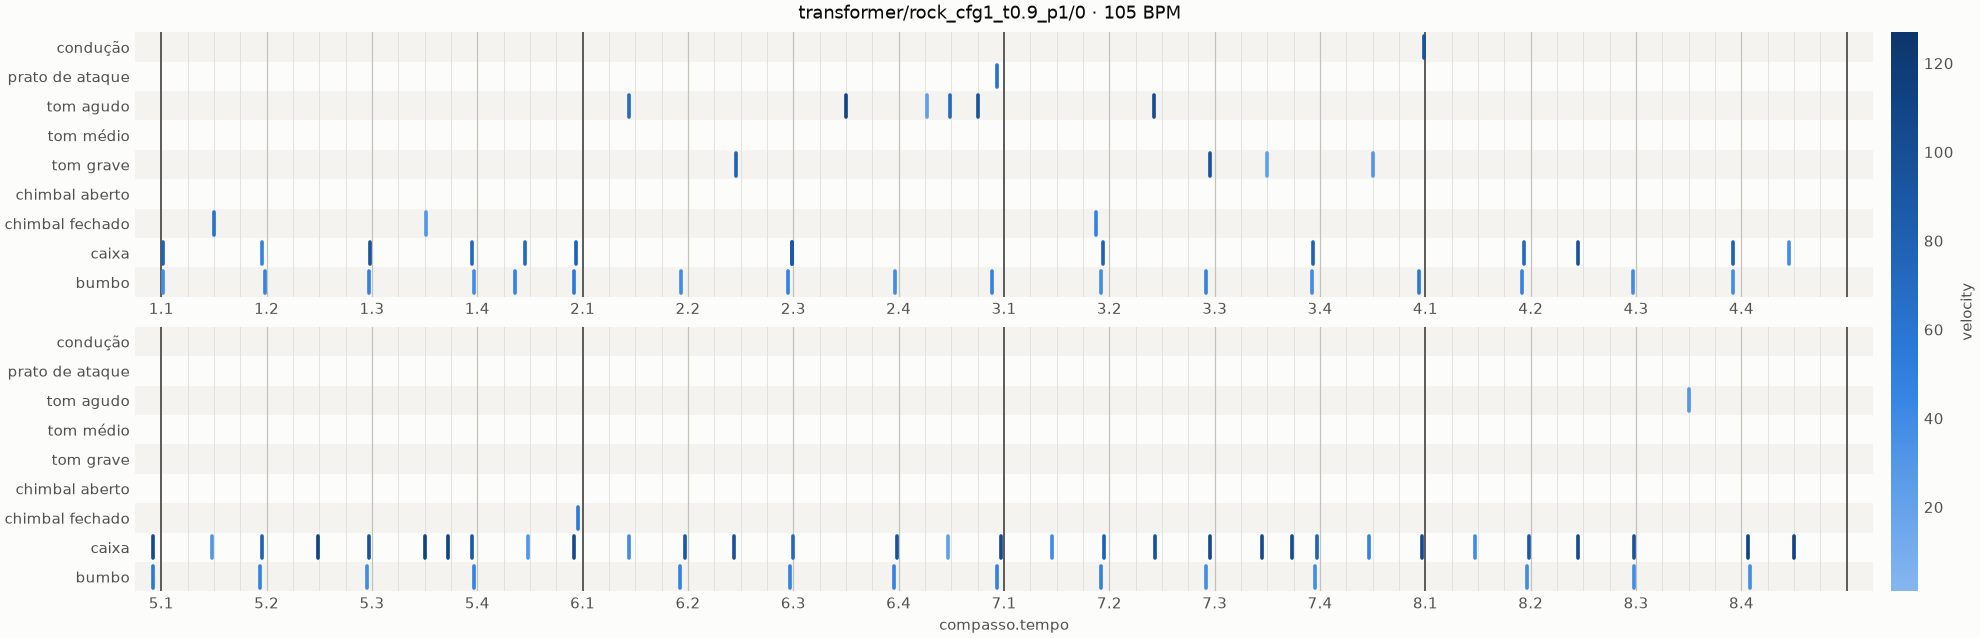 transformer/rock_cfg1_t0.9_p1/0 · 105 BPM
condução
prato de ataque
tom agudo
tom médio
tom grave
chimbal aberto
chimbal fechado
caixa
bumbo
1.1 1.2 1.3 1.4 2.1 2.2 2.3 2.4 3.1 3.2 3.3 3.4 4.1 4.2 4.3 4.4
condução
prato de ataque
tom agudo
tom médio
tom grave
chimbal aberto
chimbal fechado
caixa
bumbo
5.1 5.2 5.3 5.4 6.1 6.2 6.3 6.4 7.1 7.2 7.3 7.4 8.1 8.2 8.3 8.4
compasso.tempo
120
100
80
60
40
20
velocity